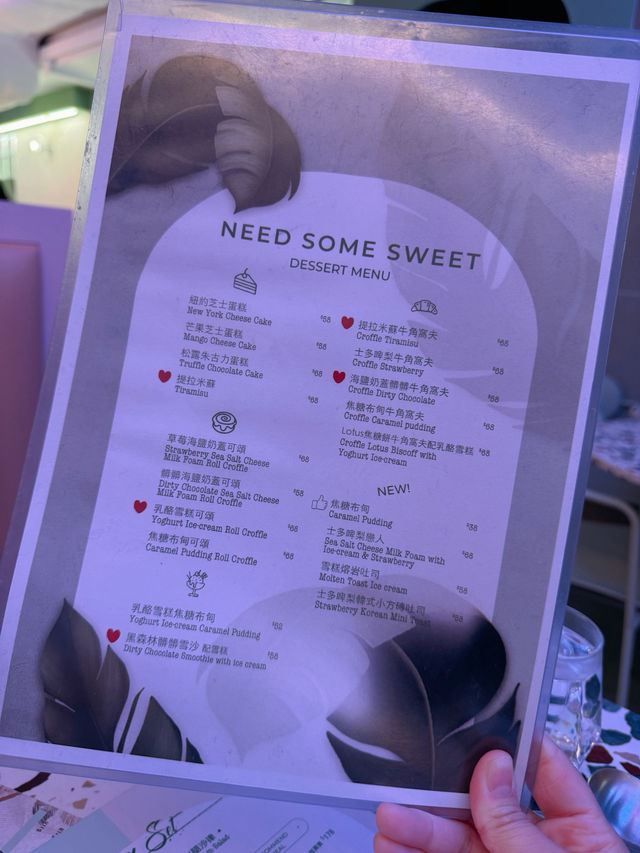 NEED SOME SWEET
DESSERT MENU
紐約芝士蛋糕
New York Cheese Cake $58
芒果芝士蛋糕
Mango Cheese Cake $58
松露朱古力蛋糕
Truffle Chocolate Cake $68
提拉米蘇
Tiramisu $68
草莓海鹽奶蓋可頌
Strawberry Sea Salt Cheese
Milk Foam Roll Croffle $68
髒髒海鹽奶蓋可頌
Dirty Chocolate Sea Salt Cheese
Milk Foam Roll Croffle $58
乳酪雪糕可頌
Yoghurt Ice-cream Roll Croffle $68
焦糖布甸可頌
Caramel Pudding Roll Croffle $68
乳酪雪糕焦糖布甸
Yoghurt Ice-cream Caramel Pudding $62
黑森林髒髒雪沙 配雪糕
Dirty Chocolate Smoothie with ice cream $58
提拉米蘇牛角窩夫
Croffle Tiramisu $68
士多啤梨牛角窩夫
Croffle Strawberry $68
海鹽奶蓋髒髒牛角窩夫
Croffle Dirty Chocolate $68
焦糖布甸牛角窩夫
Croffle Caramel pudding $68
Lotus焦糖餅牛角窩夫配乳酪雪糕
Croffle Lotus Biscoff with
Yoghurt Ice-cream $68
NEW!
焦糖布甸
Caramel Pudding $38
士多啤梨戀人
Sea Salt Cheese Milk Foam with
Ice-cream & Strawberry $68
雪糕熔岩吐司
Molten Toast Ice cream $58
士多啤梨韓式小方磚吐司
Strawberry Korean Mini Toast $58
Set
$178